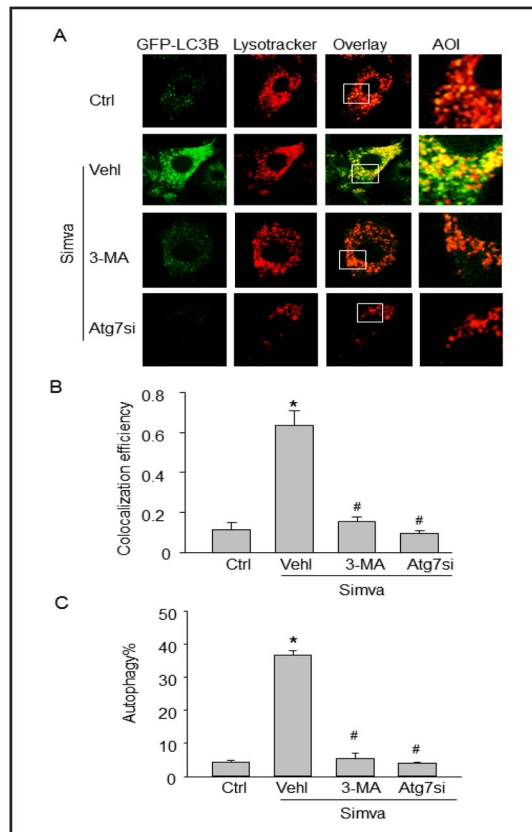 A
GFP-LC3B Lysotracker Overlay AOI
Ctrl
Vehl
Simva
3-MA
Atg7si
B
Colocalization efficiency
0.8
0.6
0.4
0.2
0
*
#
#
Ctrl Vehl 3-MA Atg7si
Simva
C
Autophagy%
50
40
30
20
10
0
*
#
#
Ctrl Vehl 3-MA Atg7si
Simva